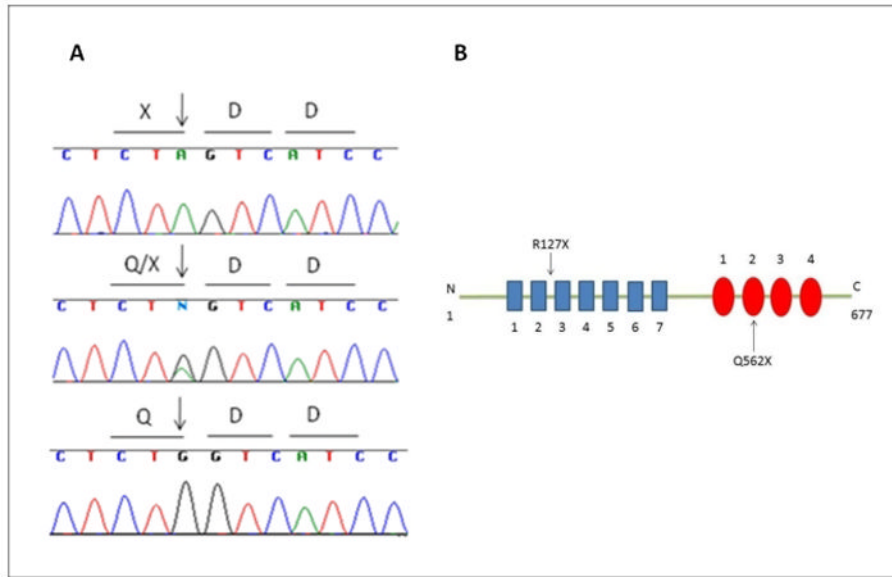 A
X D D
C T C T A G T C A T C C
Q/X D D
C T C T N G T C A T C C
Q D D
C T C T G G T C A T C C
B
R127X
1 2 3 4
N C
1 1 2 3 4 5 6 7 677
Q562X